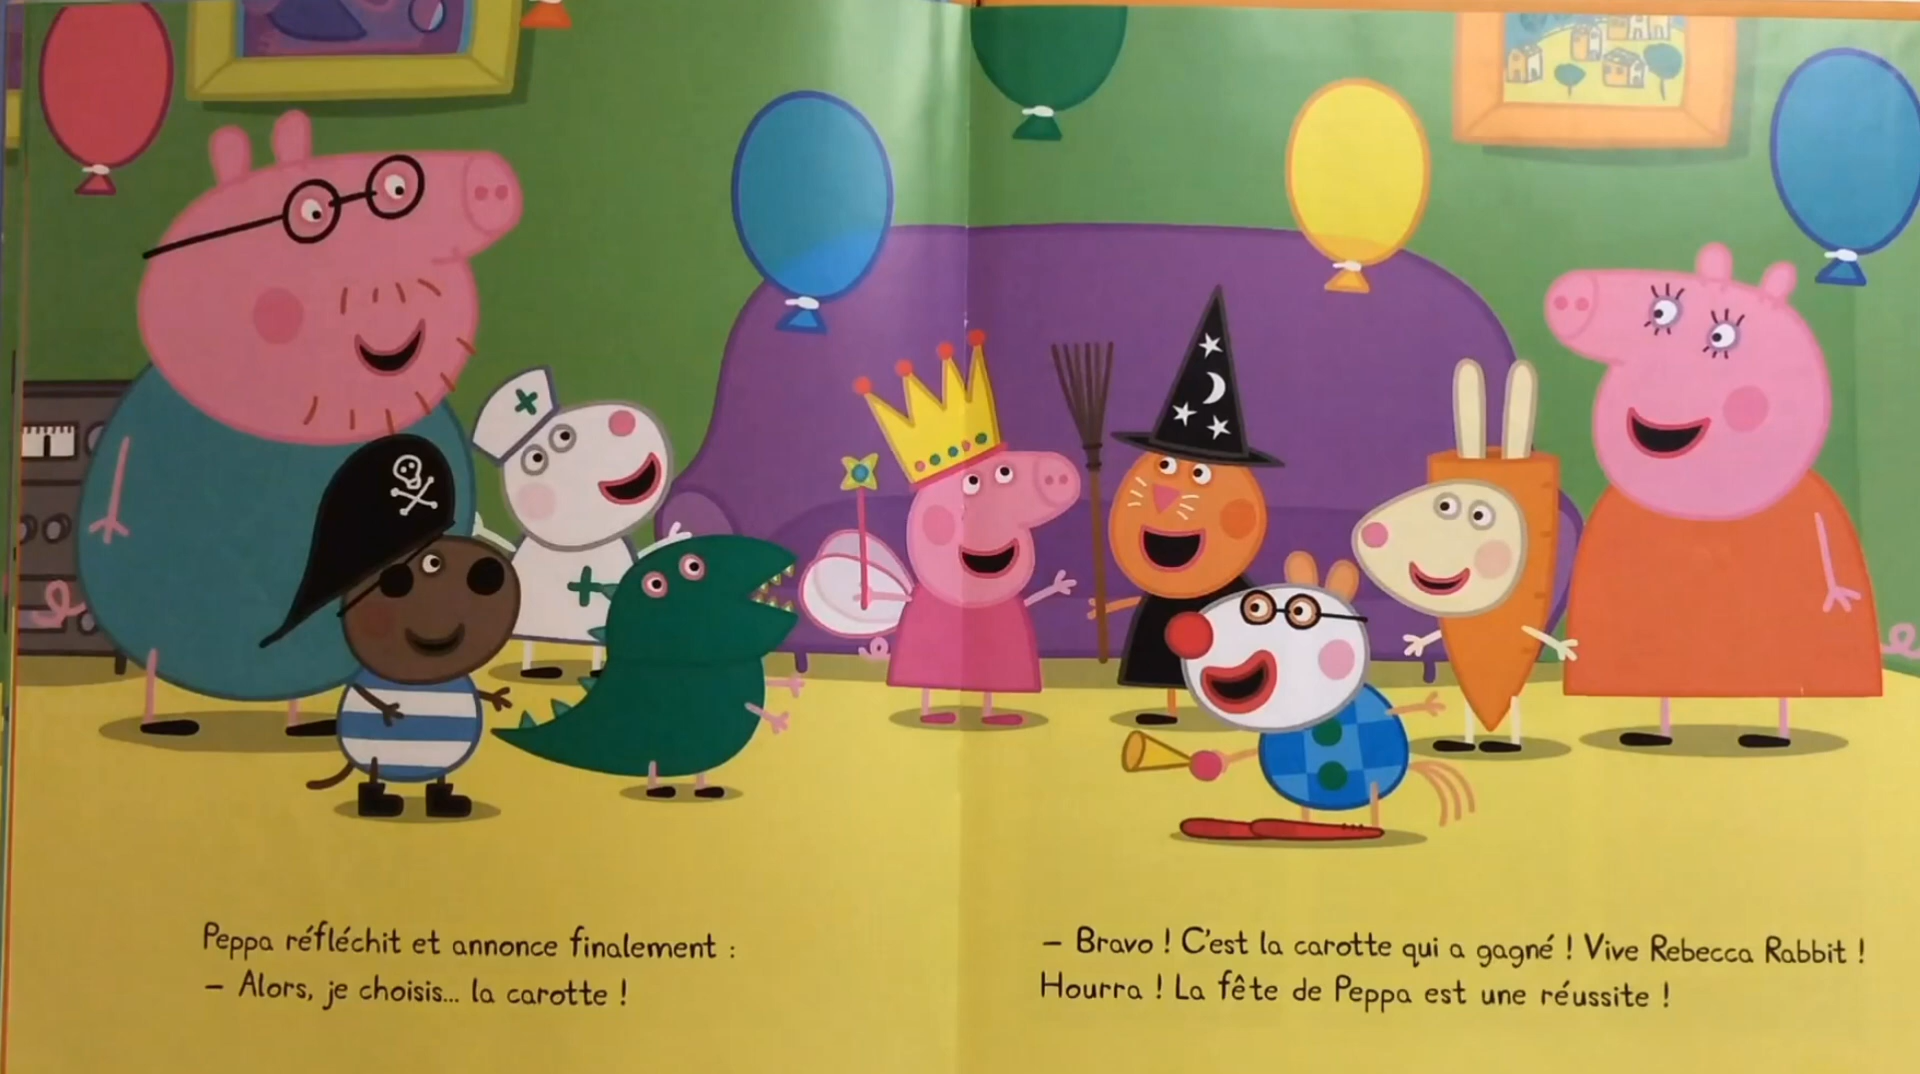 Peppa réfléchit et annonce finalement :
– Alors, je choisis... la carotte !
– Bravo ! C'est la carotte qui a gagné ! Vive Rebecca Rabbit !
Hourra ! La fête de Peppa est une réussite !